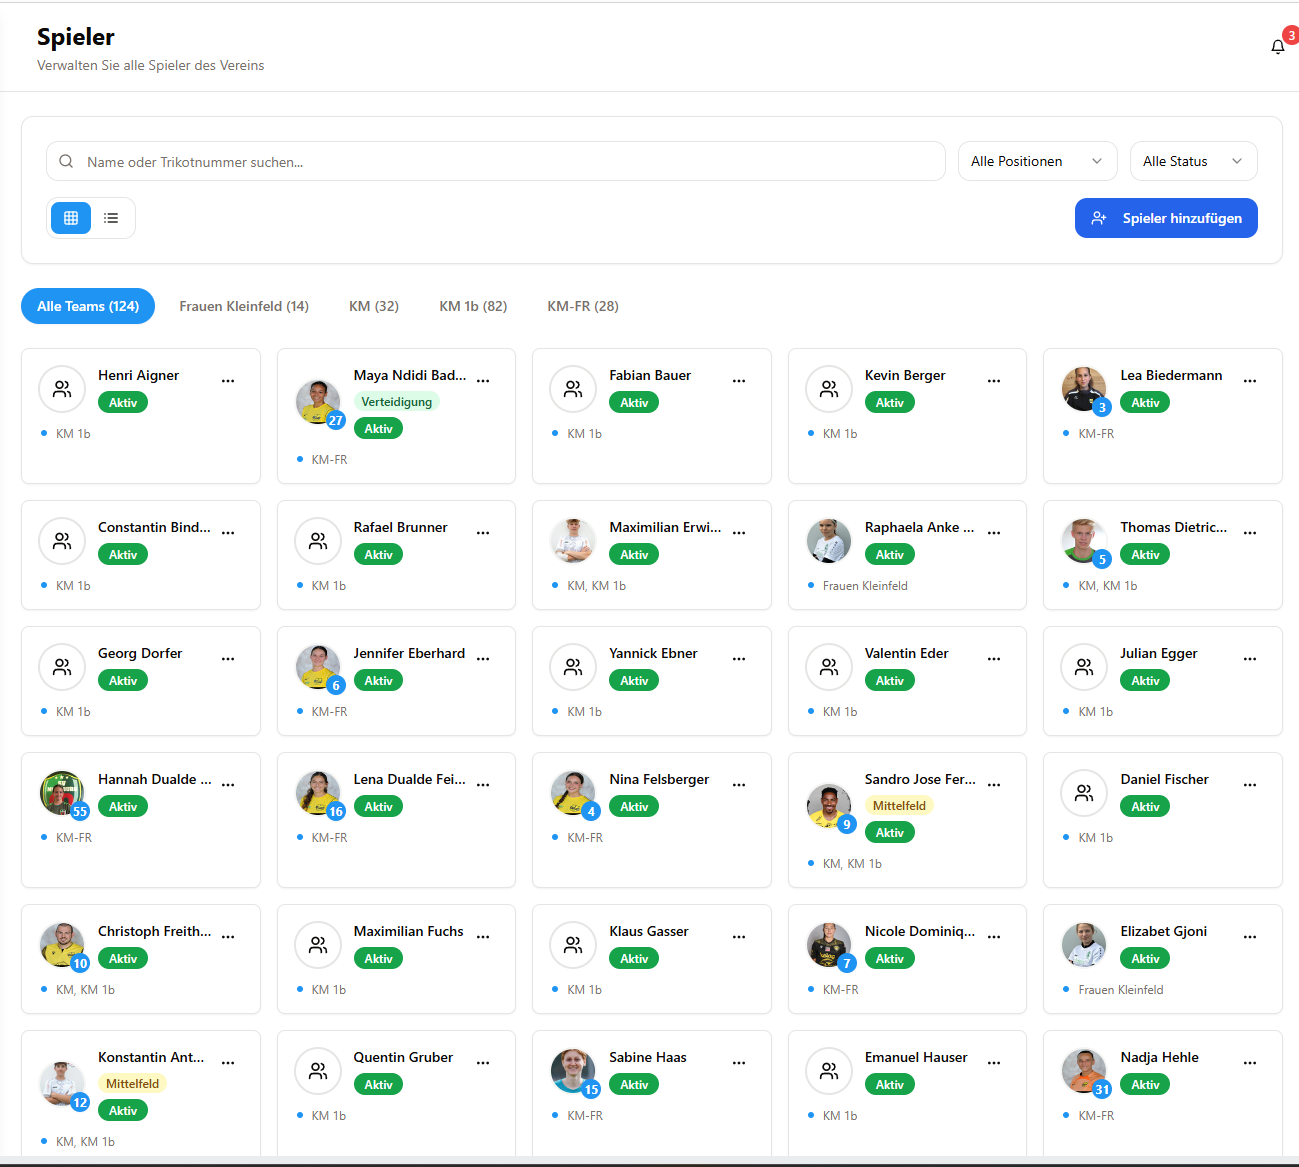 Spieler
Verwalten Sie alle Spieler des Vereins
3
Name oder Trikotnummer suchen...
Alle Positionen
Alle Status
Spieler hinzufügen
Alle Teams (124)
Frauen Kleinfeld (14)
KM (32)
KM 1b (82)
KM-FR (28)
Henri Aigner
Aktiv
KM 1b
Maya Ndidi Bad...
Verteidigung
27
Aktiv
KM-FR
Fabian Bauer
Aktiv
KM 1b
Kevin Berger
Aktiv
KM 1b
Lea Biedermann
3
Aktiv
KM-FR
Constantin Bind...
Aktiv
KM 1b
Rafael Brunner
Aktiv
KM 1b
Maximilian Erwi...
Aktiv
KM, KM 1b
Raphaela Anke ...
Aktiv
Frauen Kleinfeld
Thomas Dietric...
5
Aktiv
KM, KM 1b
Georg Dorfer
Aktiv
KM 1b
Jennifer Eberhard
6
Aktiv
KM-FR
Yannick Ebner
Aktiv
KM 1b
Valentin Eder
Aktiv
KM 1b
Julian Egger
Aktiv
KM 1b
Hannah Dualde ...
55
Aktiv
KM-FR
Lena Dualde Fei...
16
Aktiv
KM-FR
Nina Felsberger
4
Aktiv
KM-FR
Sandro Jose Fer...
Mittelfeld
9
Aktiv
KM, KM 1b
Daniel Fischer
Aktiv
KM 1b
Christoph Freith...
10
Aktiv
KM, KM 1b
Maximilian Fuchs
Aktiv
KM 1b
Klaus Gasser
Aktiv
KM 1b
Nicole Dominiq...
7
Aktiv
KM-FR
Elizabet Gjoni
Aktiv
Frauen Kleinfeld
Konstantin Ant...
Mittelfeld
12
Aktiv
KM, KM 1b
Quentin Gruber
Aktiv
KM 1b
Sabine Haas
15
Aktiv
KM-FR
Emanuel Hauser
Aktiv
KM 1b
Nadja Hehle
31
Aktiv
KM-FR